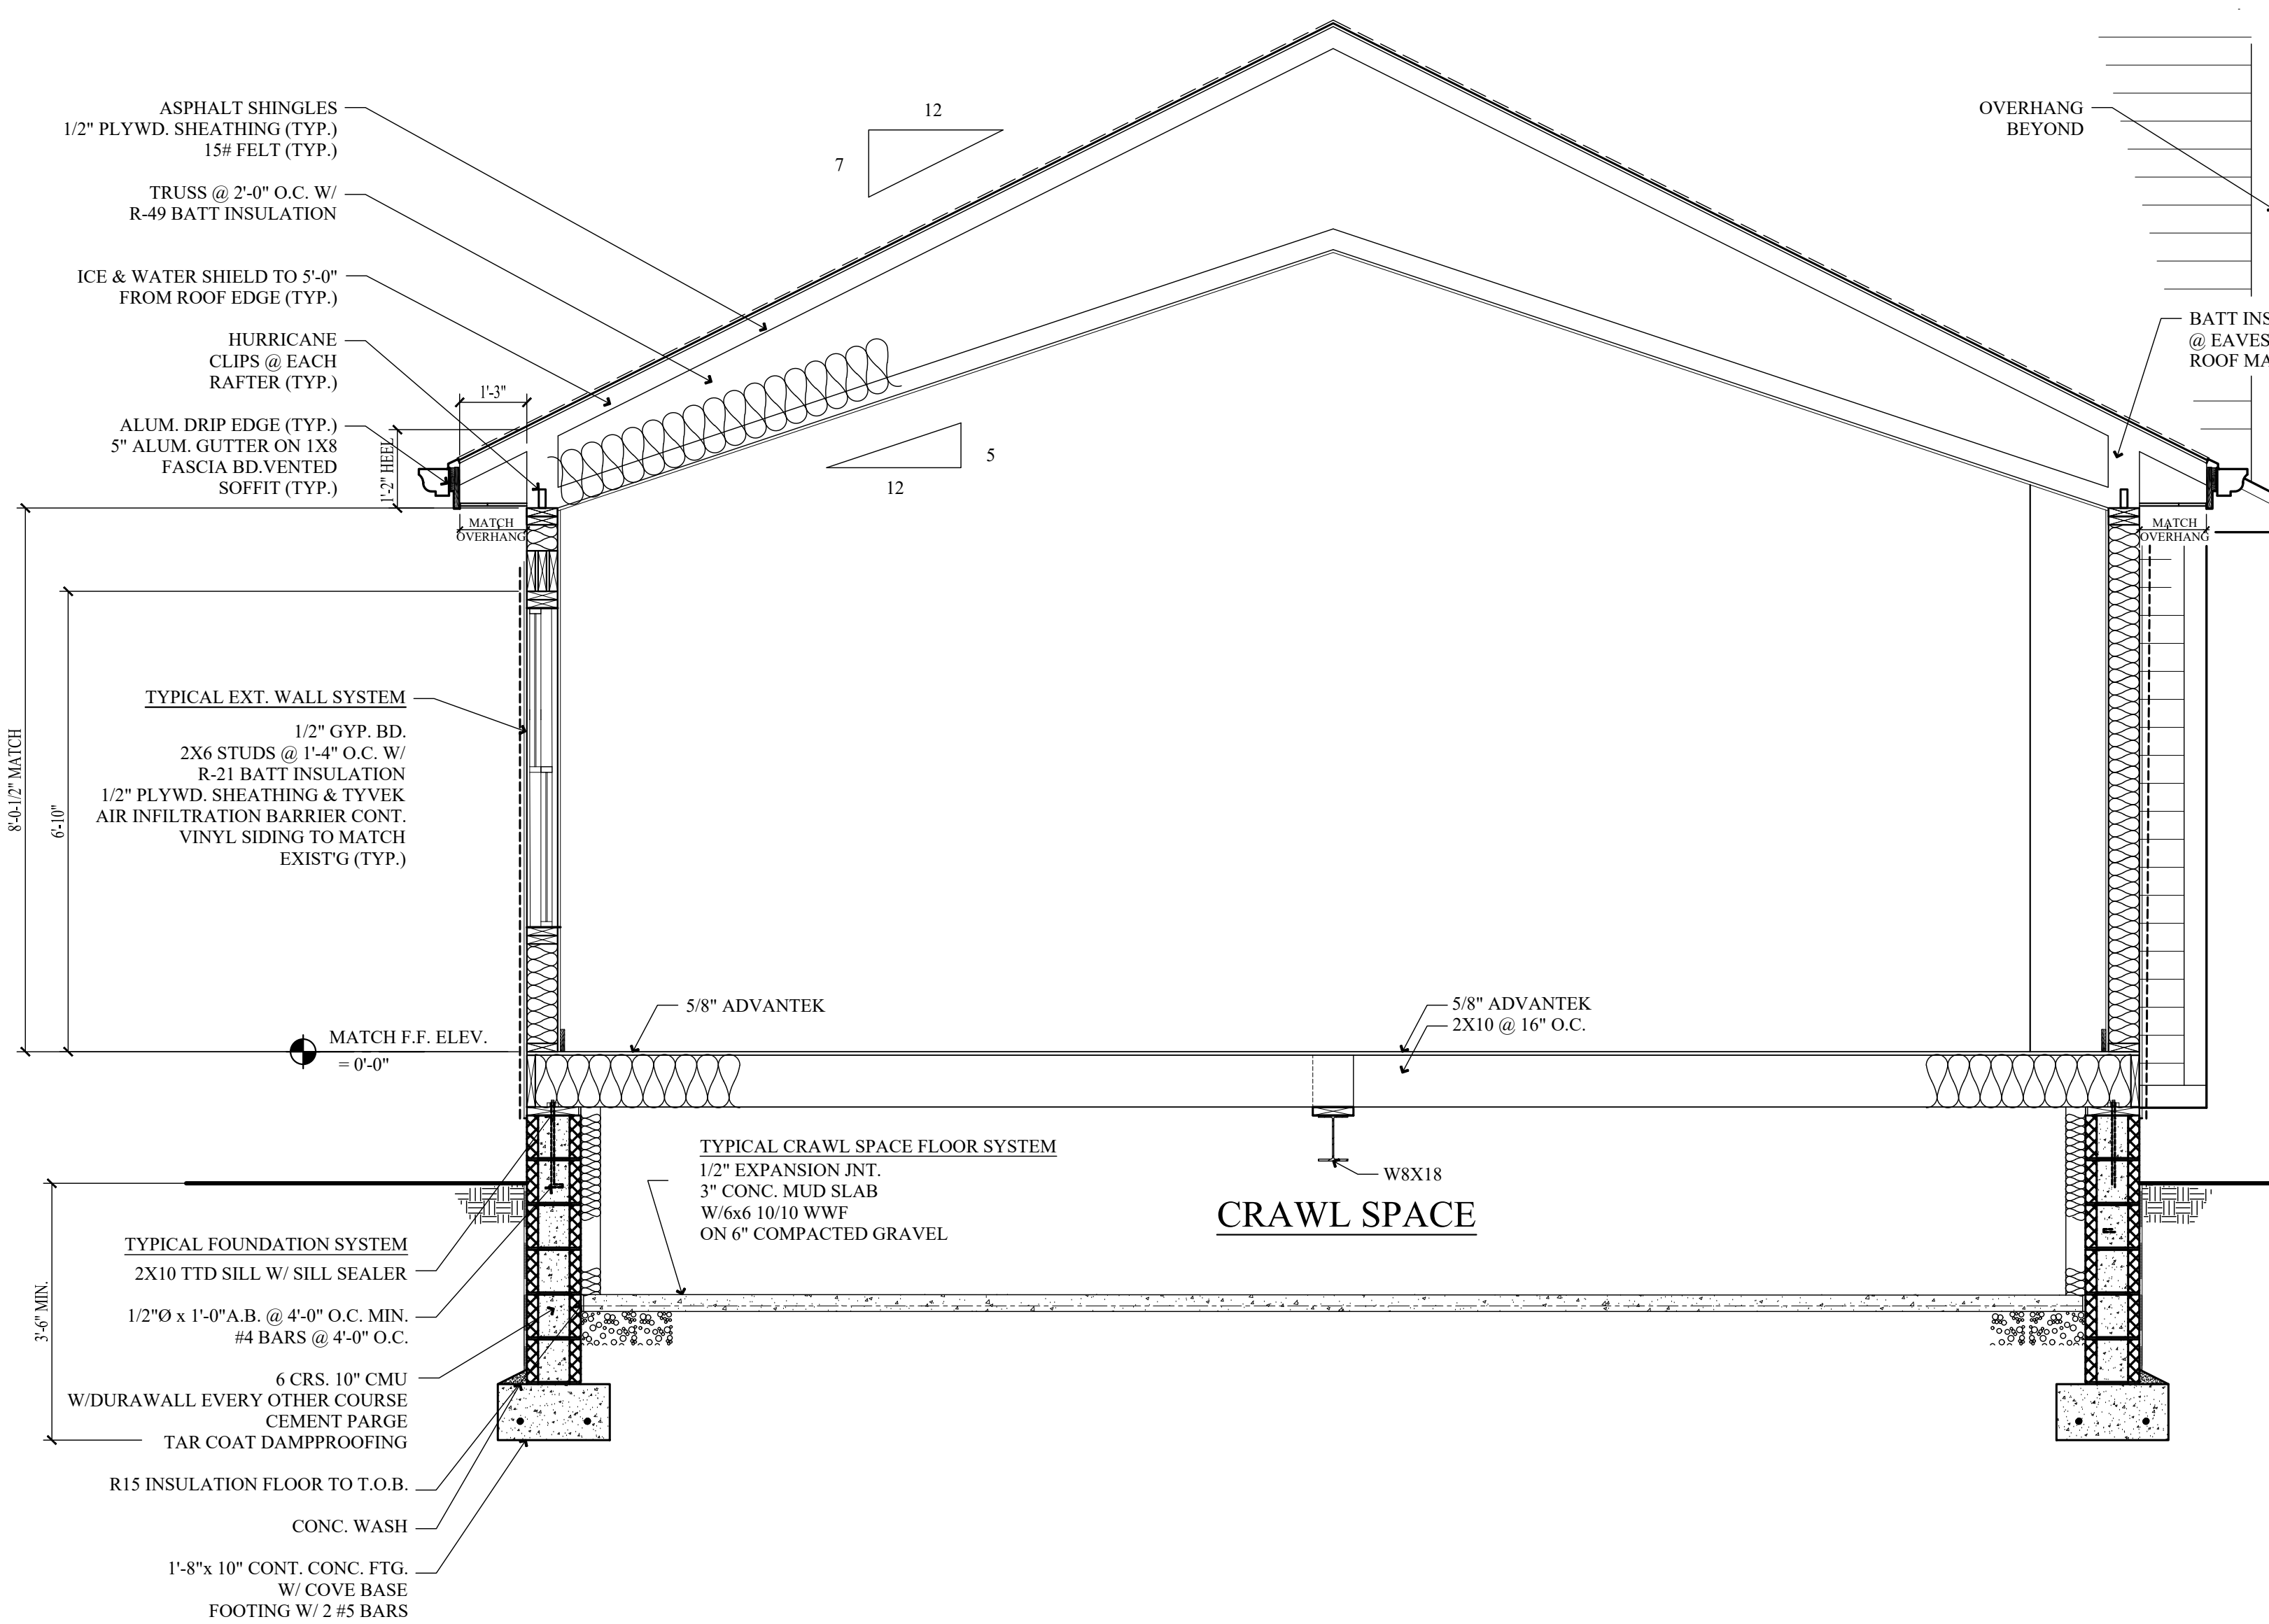 ASPHALT SHINGLES
1/2" PLYWD. SHEATHING (TYP.)
15# FELT (TYP.)
TRUSS @ 2'-0" O.C. W/
R-49 BATT INSULATION
ICE & WATER SHIELD TO 5'-0"
FROM ROOF EDGE (TYP.)
HURRICANE
CLIPS @ EACH
RAFTER (TYP.)
ALUM. DRIP EDGE (TYP.)
5" ALUM. GUTTER ON 1X8
FASCIA BD.VENTED
SOFFIT (TYP.)
1'-3"
1'-2" HEEL
MATCH
OVERHANG
12
7
5
12
OVERHANG
BEYOND
BATT INS
@ EAVES
ROOF MA
MATCH
OVERHANG
8'-0-1/2" MATCH
6'-10"
TYPICAL EXT. WALL SYSTEM
1/2" GYP. BD.
2X6 STUDS @ 1'-4" O.C. W/
R-21 BATT INSULATION
1/2" PLYWD. SHEATHING & TYVEK
AIR INFILTRATION BARRIER CONT.
VINYL SIDING TO MATCH
EXIST'G (TYP.)
MATCH F.F. ELEV.
= 0'-0"
5/8" ADVANTEK
5/8" ADVANTEK
2X10 @ 16" O.C.
TYPICAL CRAWL SPACE FLOOR SYSTEM
1/2" EXPANSION JNT.
3" CONC. MUD SLAB
W/6x6 10/10 WWF
ON 6" COMPACTED GRAVEL
W8X18
CRAWL SPACE
3'-6" MIN.
TYPICAL FOUNDATION SYSTEM
2X10 TTD SILL W/ SILL SEALER
1/2"Ø x 1'-0"A.B. @ 4'-0" O.C. MIN.
#4 BARS @ 4'-0" O.C.
6 CRS. 10" CMU
W/DURAWALL EVERY OTHER COURSE
CEMENT PARGE
TAR COAT DAMPPROOFING
R15 INSULATION FLOOR TO T.O.B.
CONC. WASH
1'-8"x 10" CONT. CONC. FTG.
W/ COVE BASE
FOOTING W/ 2 #5 BARS